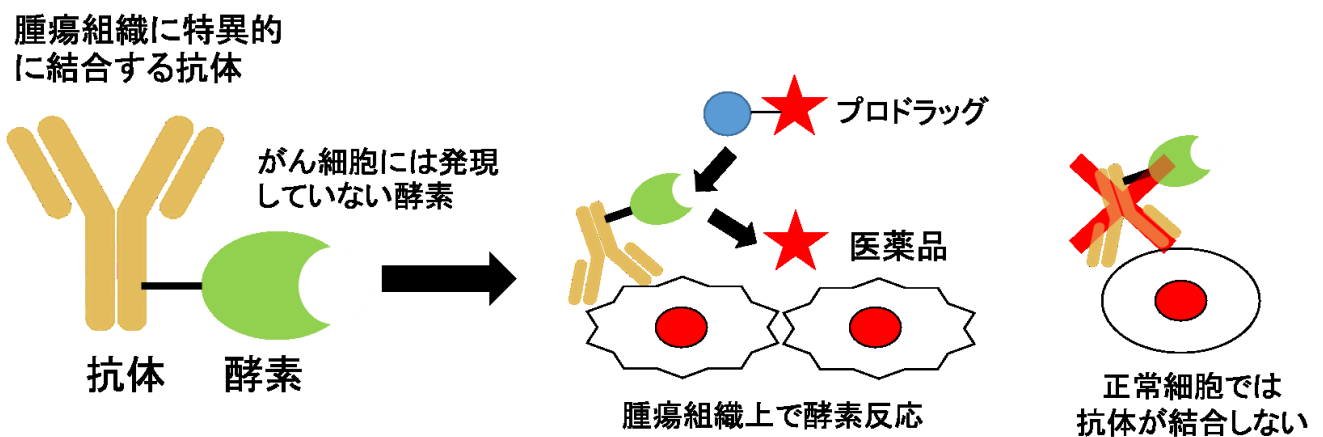 腫瘍組織に特異的
に結合する抗体
がん細胞には発現
していない酵素
抗体
酵素
プロドラッグ
医薬品
腫瘍組織上で酵素反応
正常細胞では
抗体が結合しない